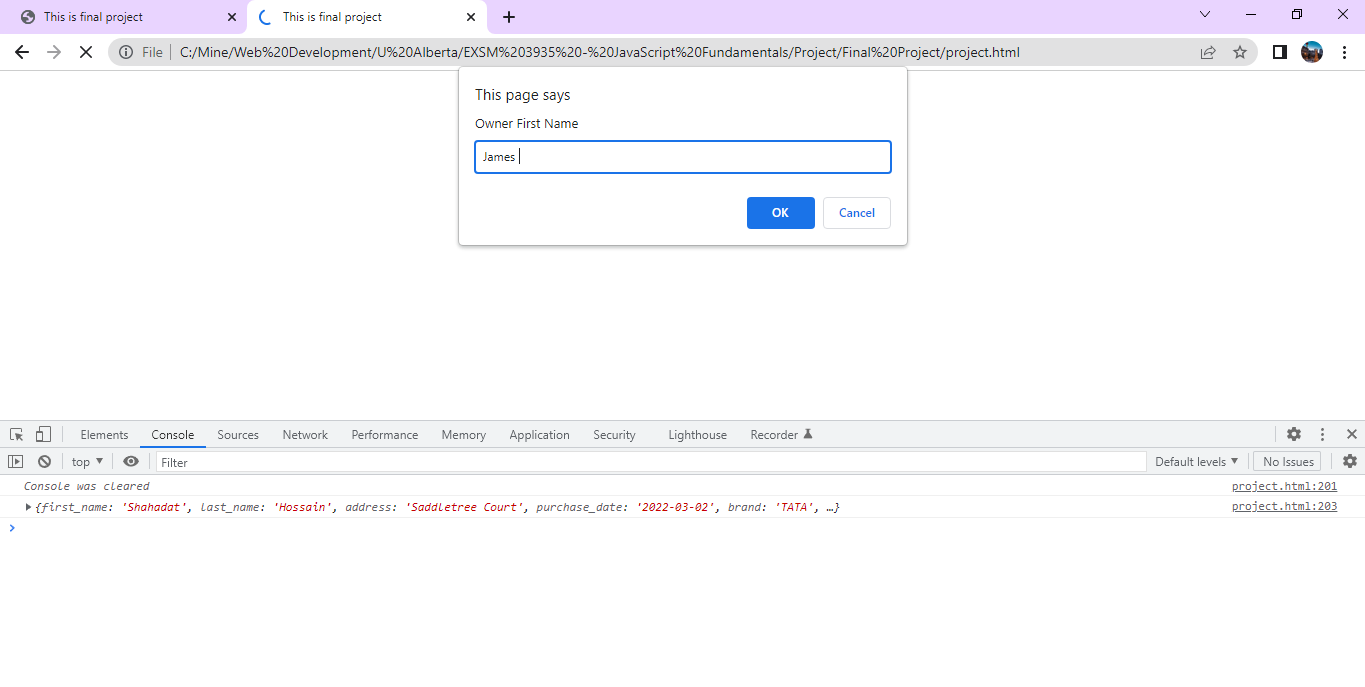 This is final project
This is final project
File C:/Mine/Web%20Development/U%20Alberta/EXSM%203935%20-%20JavaScript%20Fundamentals/Project/Final%20Project/project.html
This page says
Owner First Name
James
OK Cancel
Elements Console Sources Network Performance Memory Application Security Lighthouse Recorder
top Filter Default levels No Issues
Console was cleared project.html:201
{first_name: 'Shahadat', last_name: 'Hossain', address: 'Saddletree Court', purchase_date: '2022-03-02', brand: 'TATA', …} project.html:203